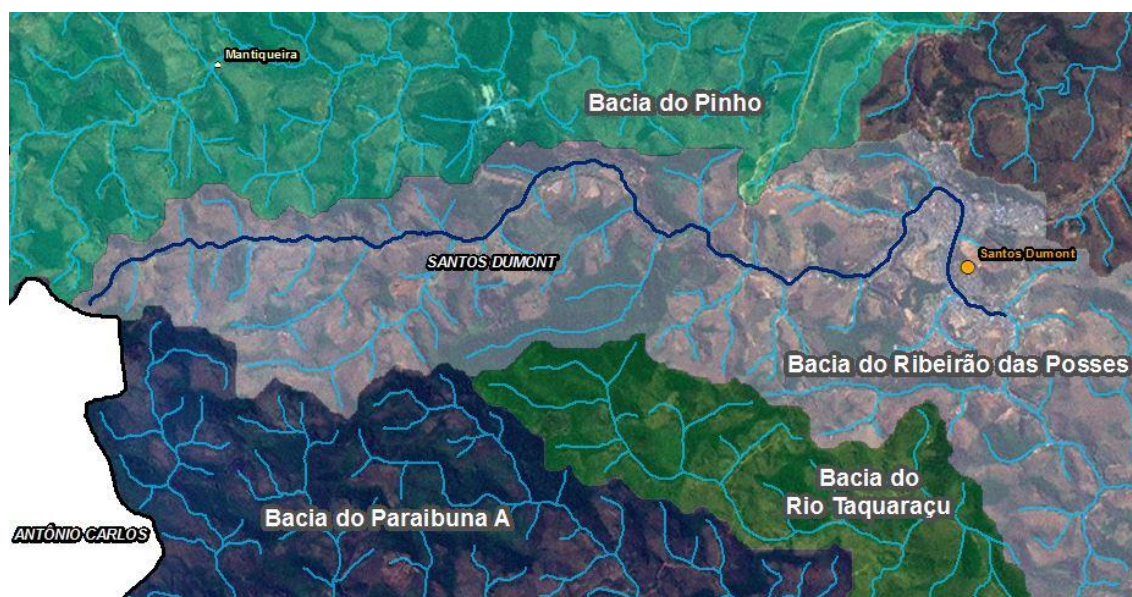 Mantiqueira
Bacia do Pinho
SANTOS DUMONT
Santos Dumont
Bacia do Ribeirão das Posses
Bacia do
Rio Taquaraçu
Bacia do Paraibuna A
ANTÔNIO CARLOS